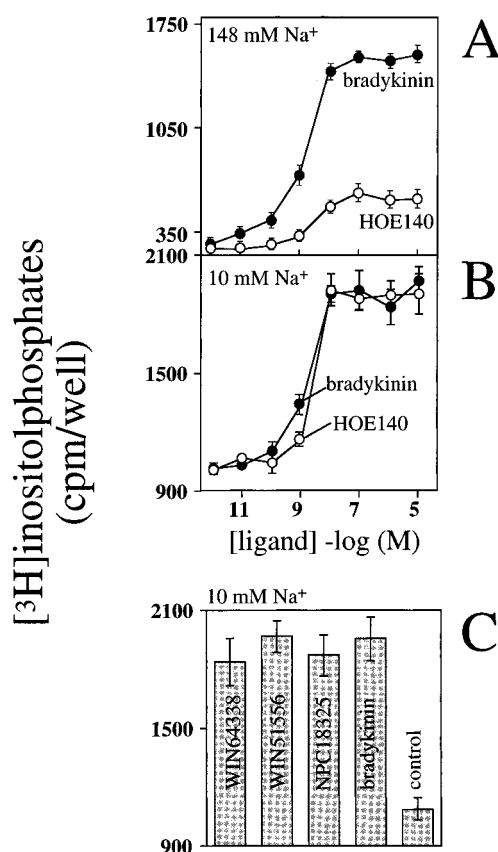 A
148 mM Na⁺
1750
1050
350
bradykinin
HOE140
B
10 mM Na⁺
2100
1500
900
bradykinin
HOE140
11 9 7 5
[ligand] -log (M)
[³H]inositolphosphates
(cpm/well)
C
10 mM Na⁺
2100
1500
900
WIN64338
WIN51556
NPC18325
bradykinin
control